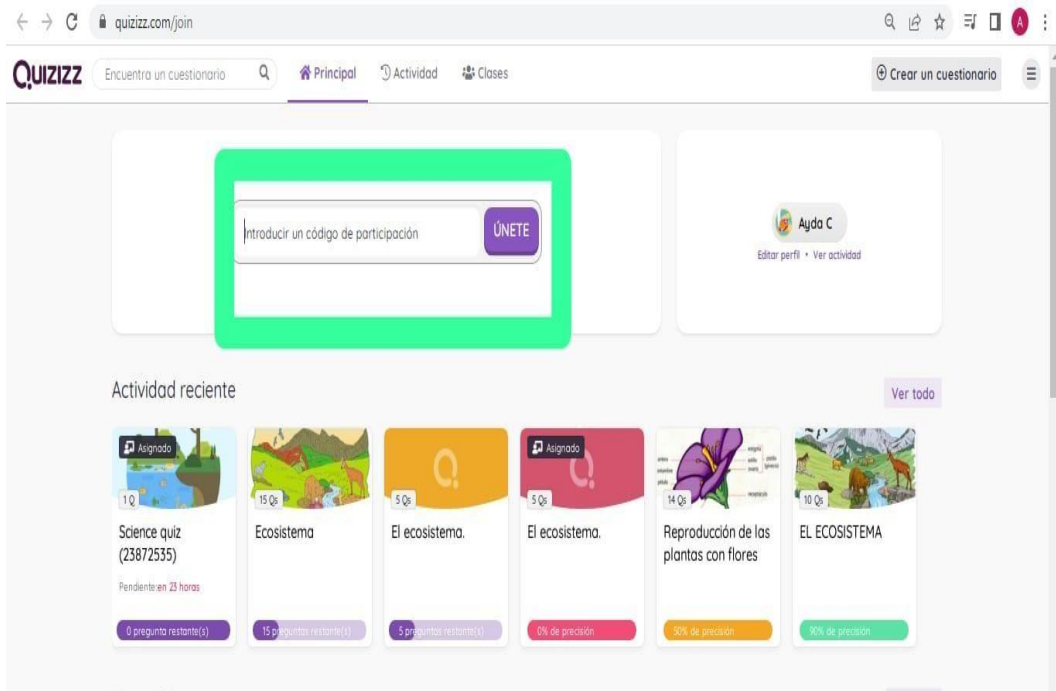 quizizz.com/join
A
QUIZIZZ
Encuentra un cuestionario
Principal
Actividad
Clases
Crear un cuestionario
Introducir un código de participación
ÚNETE
Ayda C
Editar perfil • Ver actividad
Actividad reciente
Ver todo
Asignado
1 Q
Science quiz
(23872535)
Pendiente:en 23 horas
0 pregunta restante(s)
15 Qs
Ecosistema
15 preguntas restante(s)
5 Qs
El ecosistema.
5 preguntas restante(s)
Asignado
5 Qs
El ecosistema.
0% de precisión
14 Qs
Reproducción de las
plantas con flores
50% de precisión
10 Qs
EL ECOSISTEMA
90% de precisión